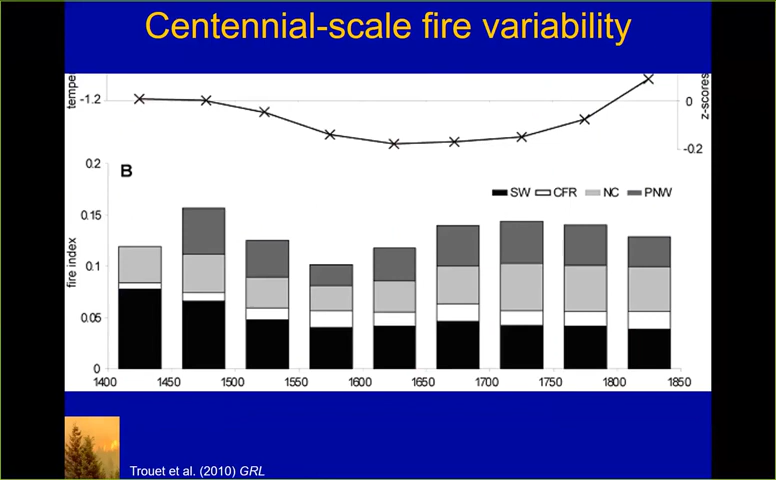 Centennial-scale fire variability
tempe
-1.2
0
-0.2
z-scores
B
0.2
0.15
0.1
0.05
0
fire index
SW CFR NC PNW
1400 1450 1500 1550 1600 1650 1700 1750 1800 1850
Trouet et al. (2010) GRL